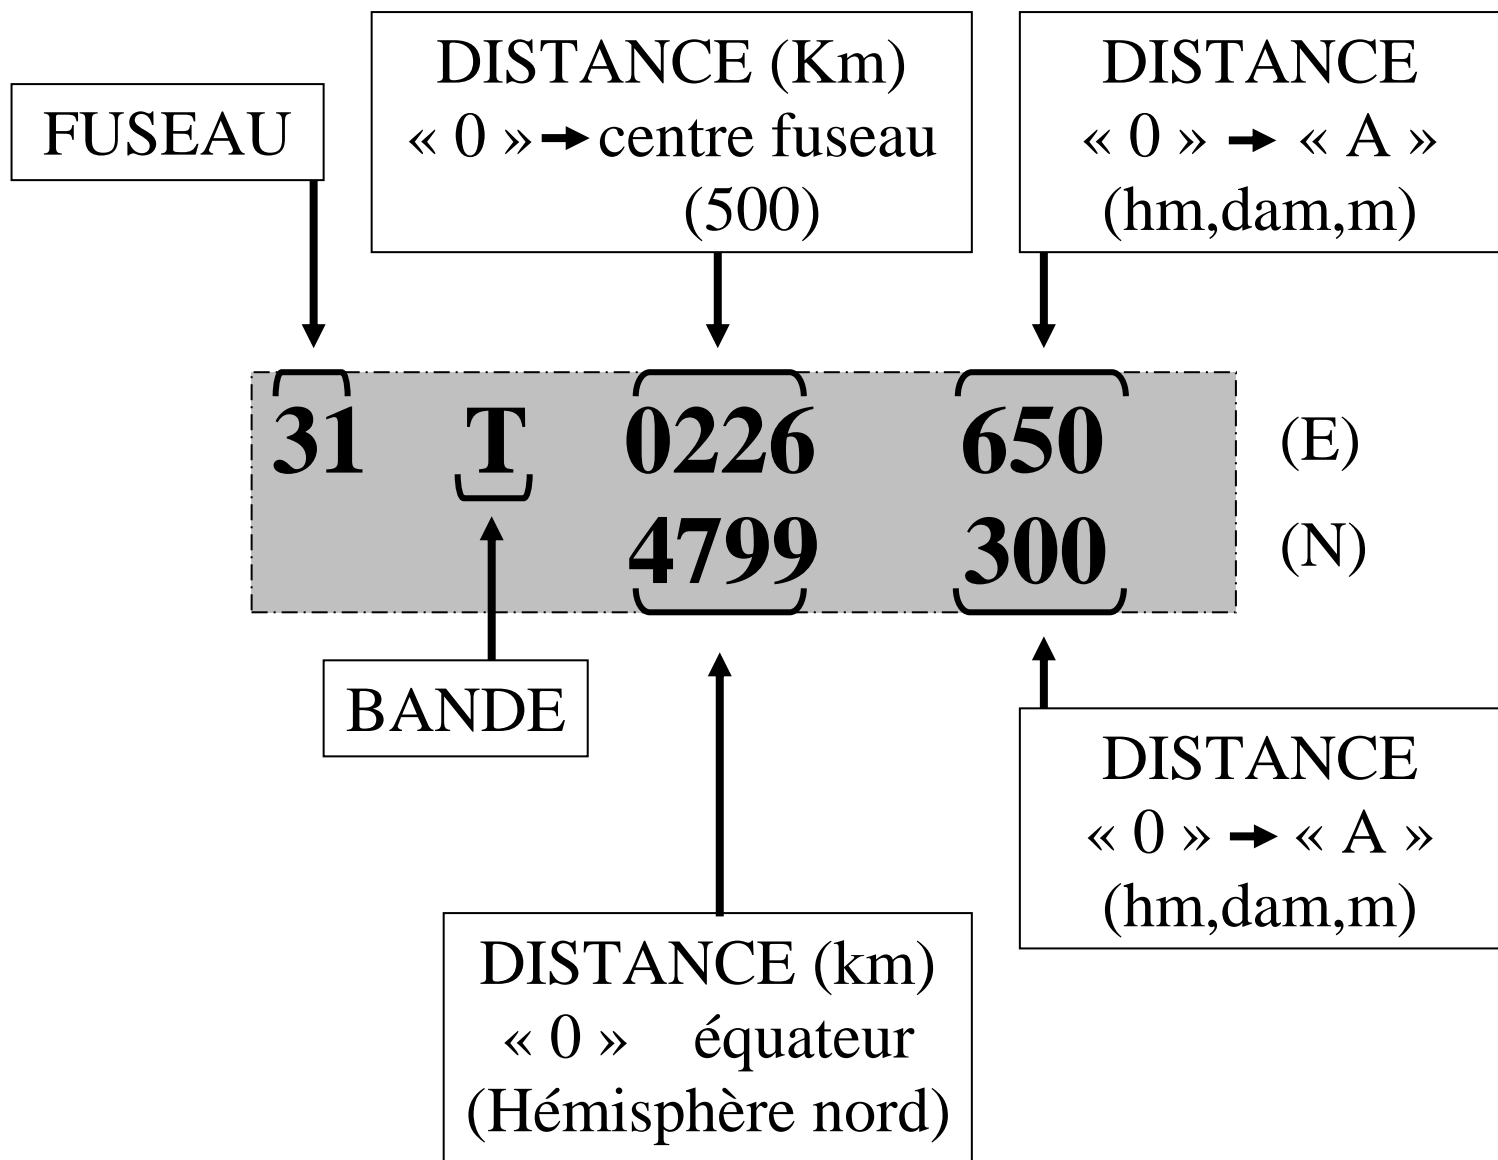 FUSEAU
DISTANCE (Km)
« 0 » → centre fuseau
(500)
DISTANCE
« 0 » → « A »
(hm,dam,m)
31 T 0226 650 (E)
4799 300 (N)
BANDE
DISTANCE (km)
« 0 » équateur
(Hémisphère nord)
DISTANCE
« 0 » → « A »
(hm,dam,m)